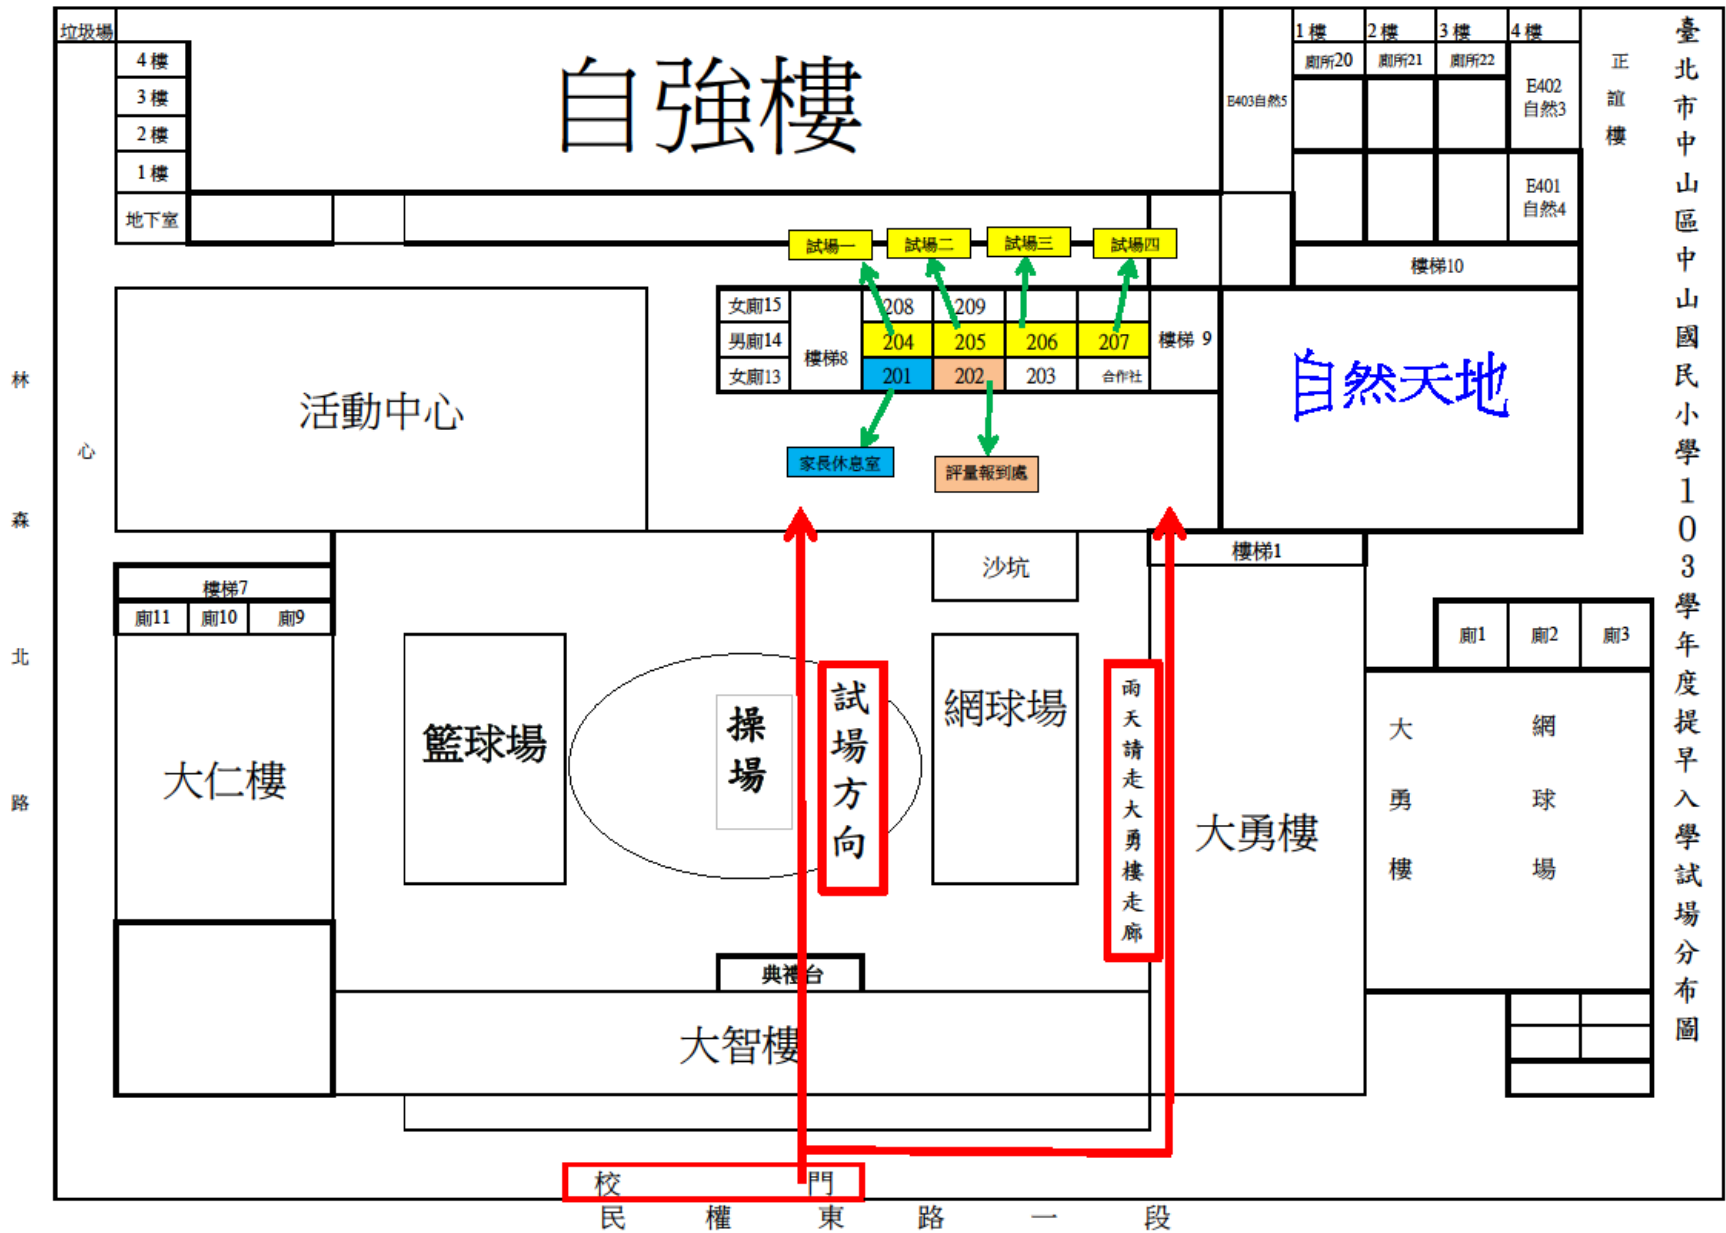 臺北市中山區中山國民小學103學年度提早入學試場分布圖
垃圾場
4樓
3樓
2樓
1樓
地下室
自強樓
E403自然5
1樓
2樓
3樓
4樓
廁所20
廁所21
廁所22
E402
自然3
E401
自然4
正誼樓
樓梯10
試場一
試場二
試場三
試場四
女廁15
男廁14
女廁13
樓梯8
208
209
204
205
206
207
201
202
203
合作社
樓梯 9
自然天地
活動中心
家長休息室
評量報到處
心
林森北路
沙坑
樓梯1
樓梯7
廁11
廁10
廁9
廁1
廁2
廁3
大仁樓
籃球場
操場
試場方向
網球場
雨天請走大勇樓走廊
大勇樓
大勇樓
網球場
典禮台
大智樓
校門
民權東路一段